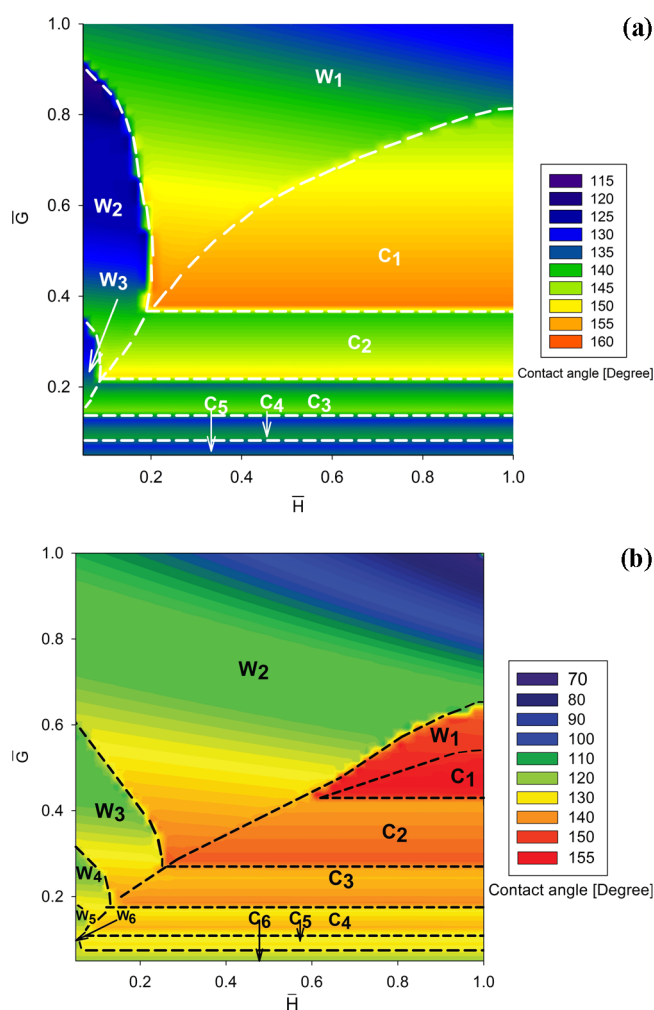 (a)
1.0
W1
115
120
125
130
135
140
145
150
155
160
Contact angle [Degree]
0.8
W2
G̅
0.6
W3
C1
0.4
C2
0.2
C5 C4 C3
0.2 0.4 0.6 0.8 1.0
H̅
(b)
1.0
70
80
90
100
110
120
130
140
150
155
Contact angle [Degree]
0.8
W2
G̅
0.6
W1
C1
W3
0.4
C2
W4
C3
0.2
W5 W6
C6 C5 C4
0.2 0.4 0.6 0.8 1.0
H̅